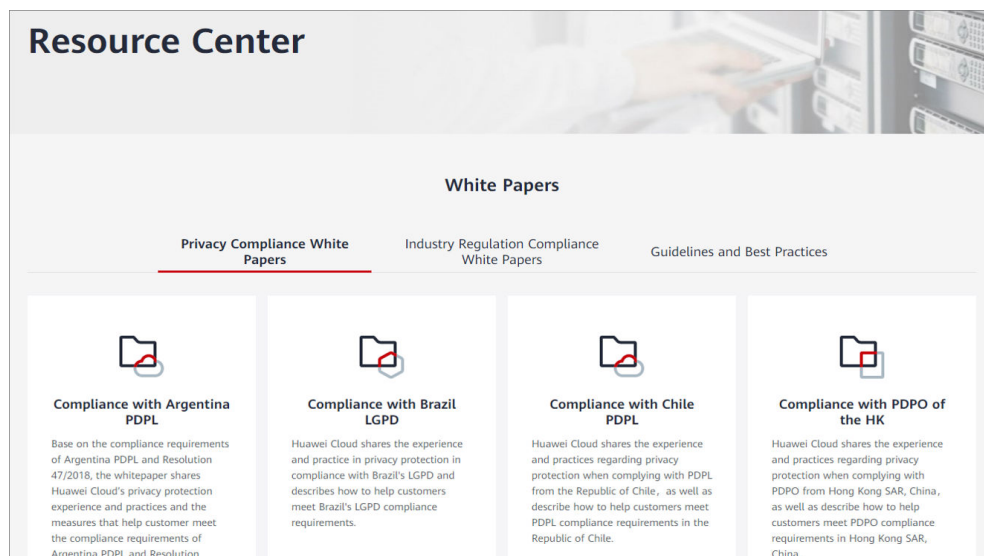 Resource Center
White Papers
Privacy Compliance White
Papers
Industry Regulation Compliance
White Papers
Guidelines and Best Practices
Compliance with Argentina
PDPL
Base on the compliance requirements
of Argentina PDPL and Resolution
47/2018, the whitepaper shares
Huawei Cloud's privacy protection
experience and practices and the
measures that help customer meet
the compliance requirements of
Argentina PDPL and Resolution
Compliance with Brazil
LGPD
Huawei Cloud shares the experience
and practice in privacy protection in
compliance with Brazil's LGPD and
describes how to help customers
meet Brazil's LGPD compliance
requirements.
Compliance with Chile
PDPL
Huawei Cloud shares the experience
and practices regarding privacy
protection when complying with PDPL
from the Republic of Chile，as well as
describe how to help customers meet
PDPL compliance requirements in the
Republic of Chile.
Compliance with PDPO of
the HK
Huawei Cloud shares the experience
and practices regarding privacy
protection when complying with
PDPO from Hong Kong SAR, China，
as well as describe how to help
customers meet PDPO compliance
requirements in Hong Kong SAR,
China